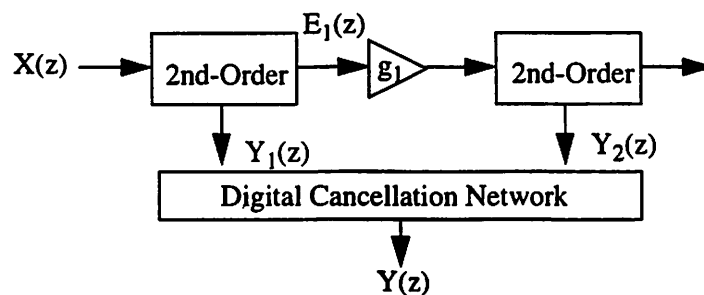 E₁(z)
X(z)
2nd-Order
g₁
2nd-Order
Y₁(z)
Y₂(z)
Digital Cancellation Network
Y(z)